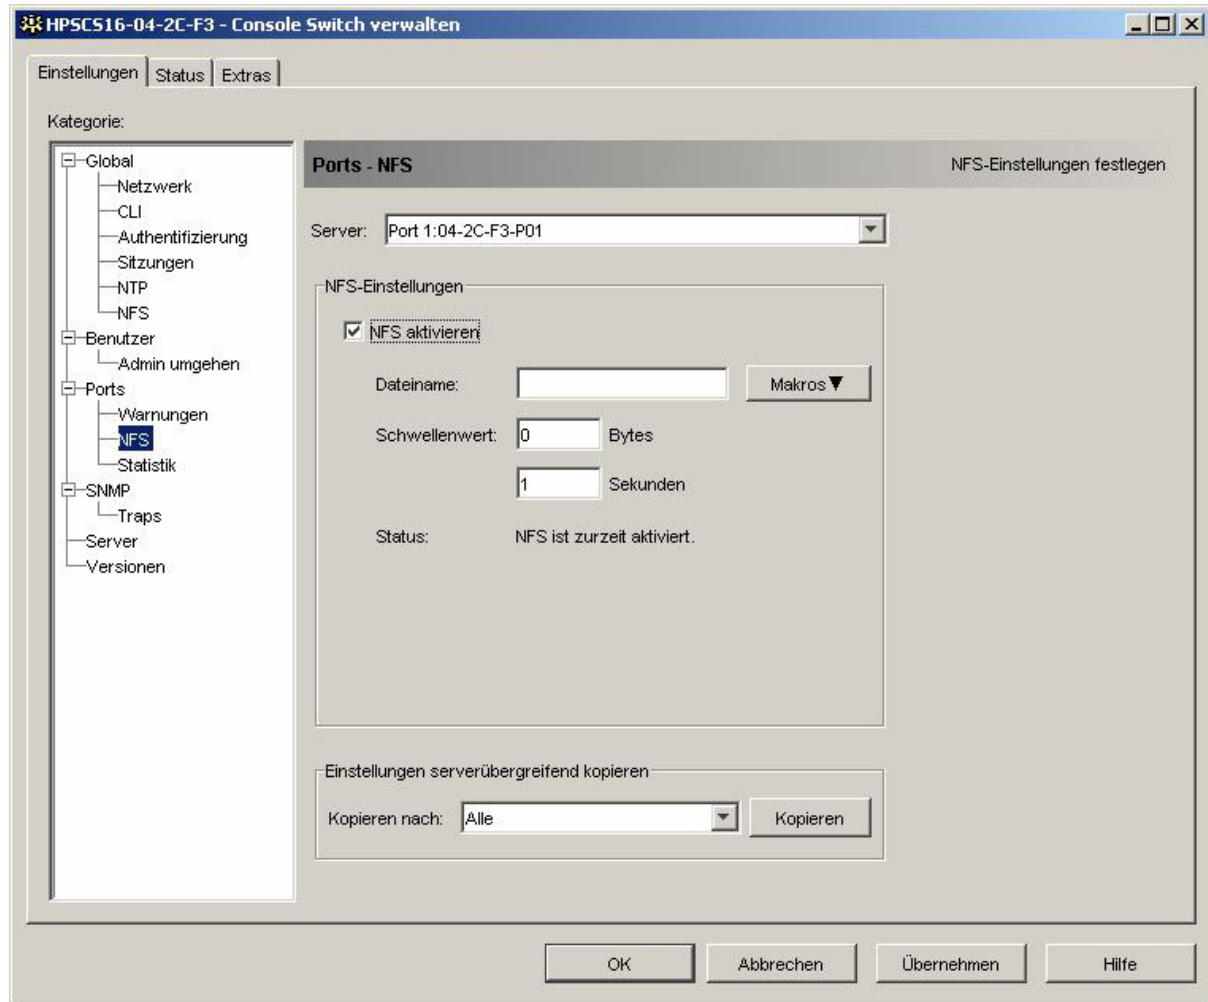 HPSCS16-04-2C-F3 - Console Switch verwalten
Einstellungen Status Extras
Kategorie:
Global
Netzwerk
CLI
Authentifizierung
Sitzungen
NTP
NFS
Benutzer
Admin umgehen
Ports
Warnungen
NFS
Statistik
SNMP
Traps
Server
Versionen
Ports - NFS NFS-Einstellungen festlegen
Server: Port 1:04-2C-F3-P01
NFS-Einstellungen
NFS aktivieren
Dateiname: Makros▼
Schwellenwert: 0 Bytes
1 Sekunden
Status: NFS ist zurzeit aktiviert.
Einstellungen serverübergreifend kopieren
Kopieren nach: Alle Kopieren
OK Abbrechen Übernehmen Hilfe